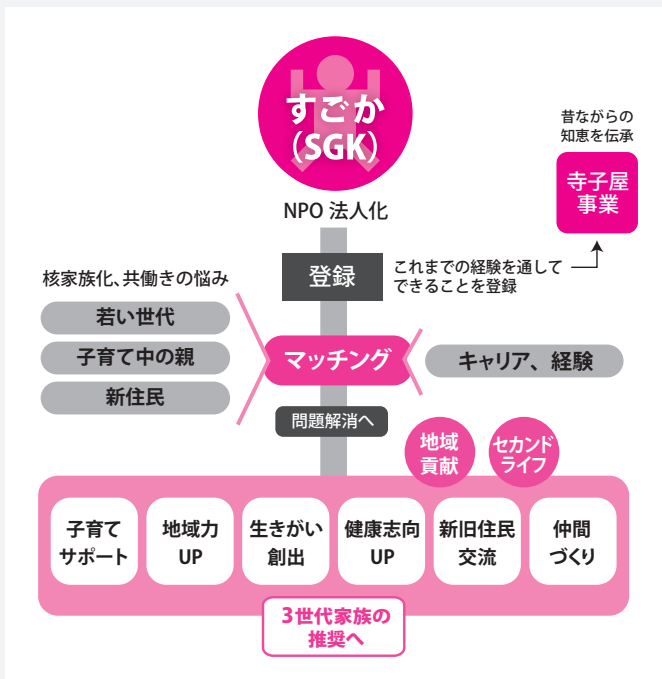 すごか
(SGK)
NPO 法人化
昔ながらの
知恵を伝承
寺子屋
事業
登録
これまでの経験を通して
できることを登録
核家族化、共働きの悩み
若い世代
子育て中の親
新住民
マッチング
キャリア、経験
問題解消へ
地域
貢献
セカンド
ライフ
子育て
サポート
地域力
UP
生きがい
創出
健康志向
UP
新旧住民
交流
仲間
づくり
3世代家族の
推奨へ